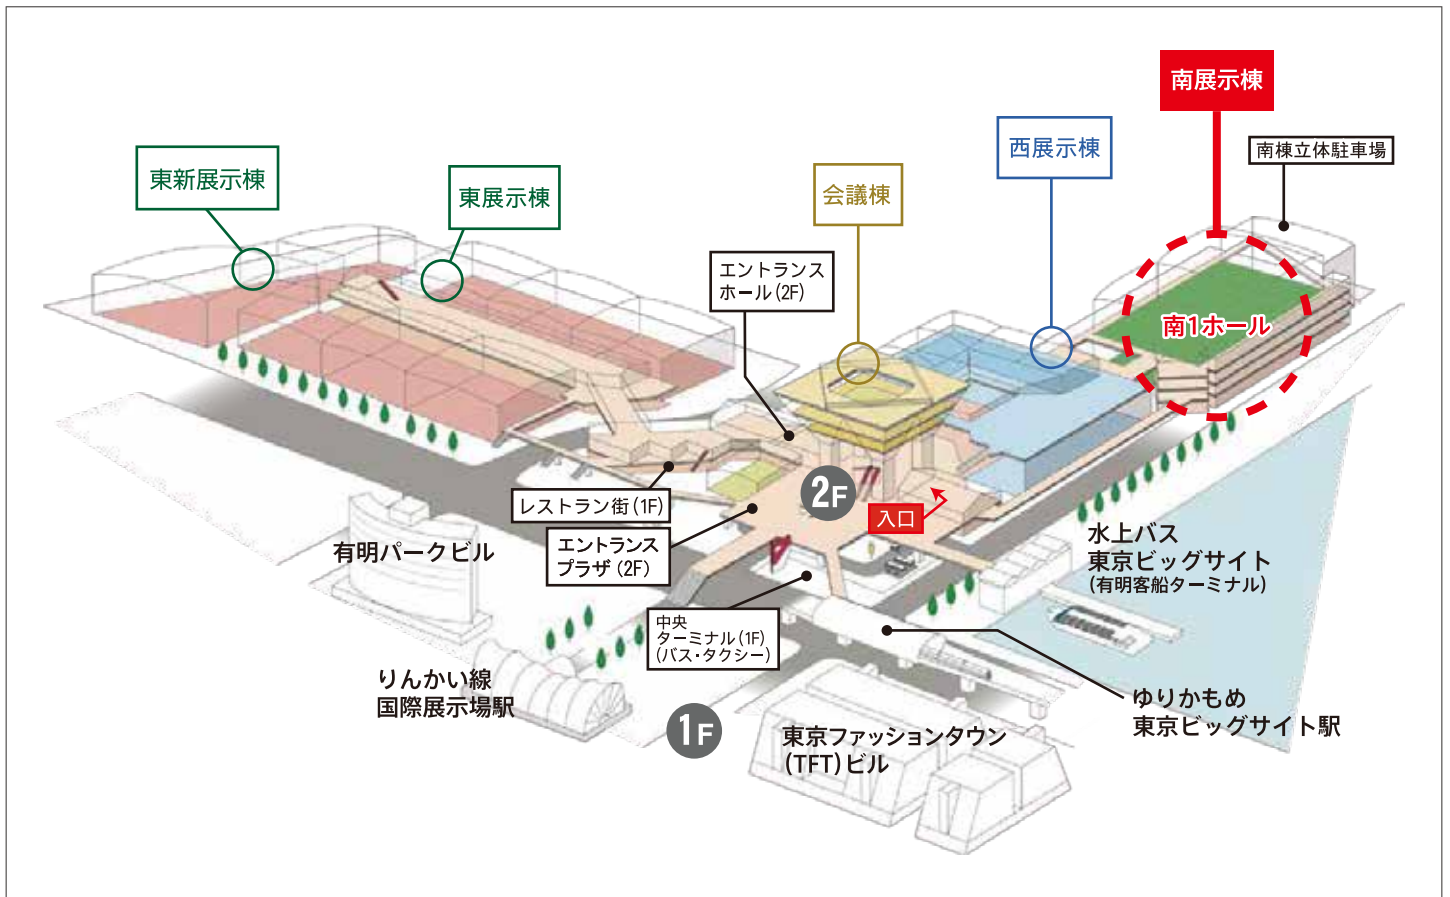 南展示棟
西展示棟
南棟立体駐車場
東新展示棟
東展示棟
会議棟
エントランス
ホール(2F)
南1ホール
2F
レストラン街(1F)
入口
エントランス
プラザ(2F)
有明パークビル
水上バス
東京ビッグサイト
(有明客船ターミナル)
中央
ターミナル(1F)
(バス・タクシー)
りんかい線
国際展示場駅
ゆりかもめ
東京ビッグサイト駅
1F
東京ファッションタウン
(TFT)ビル